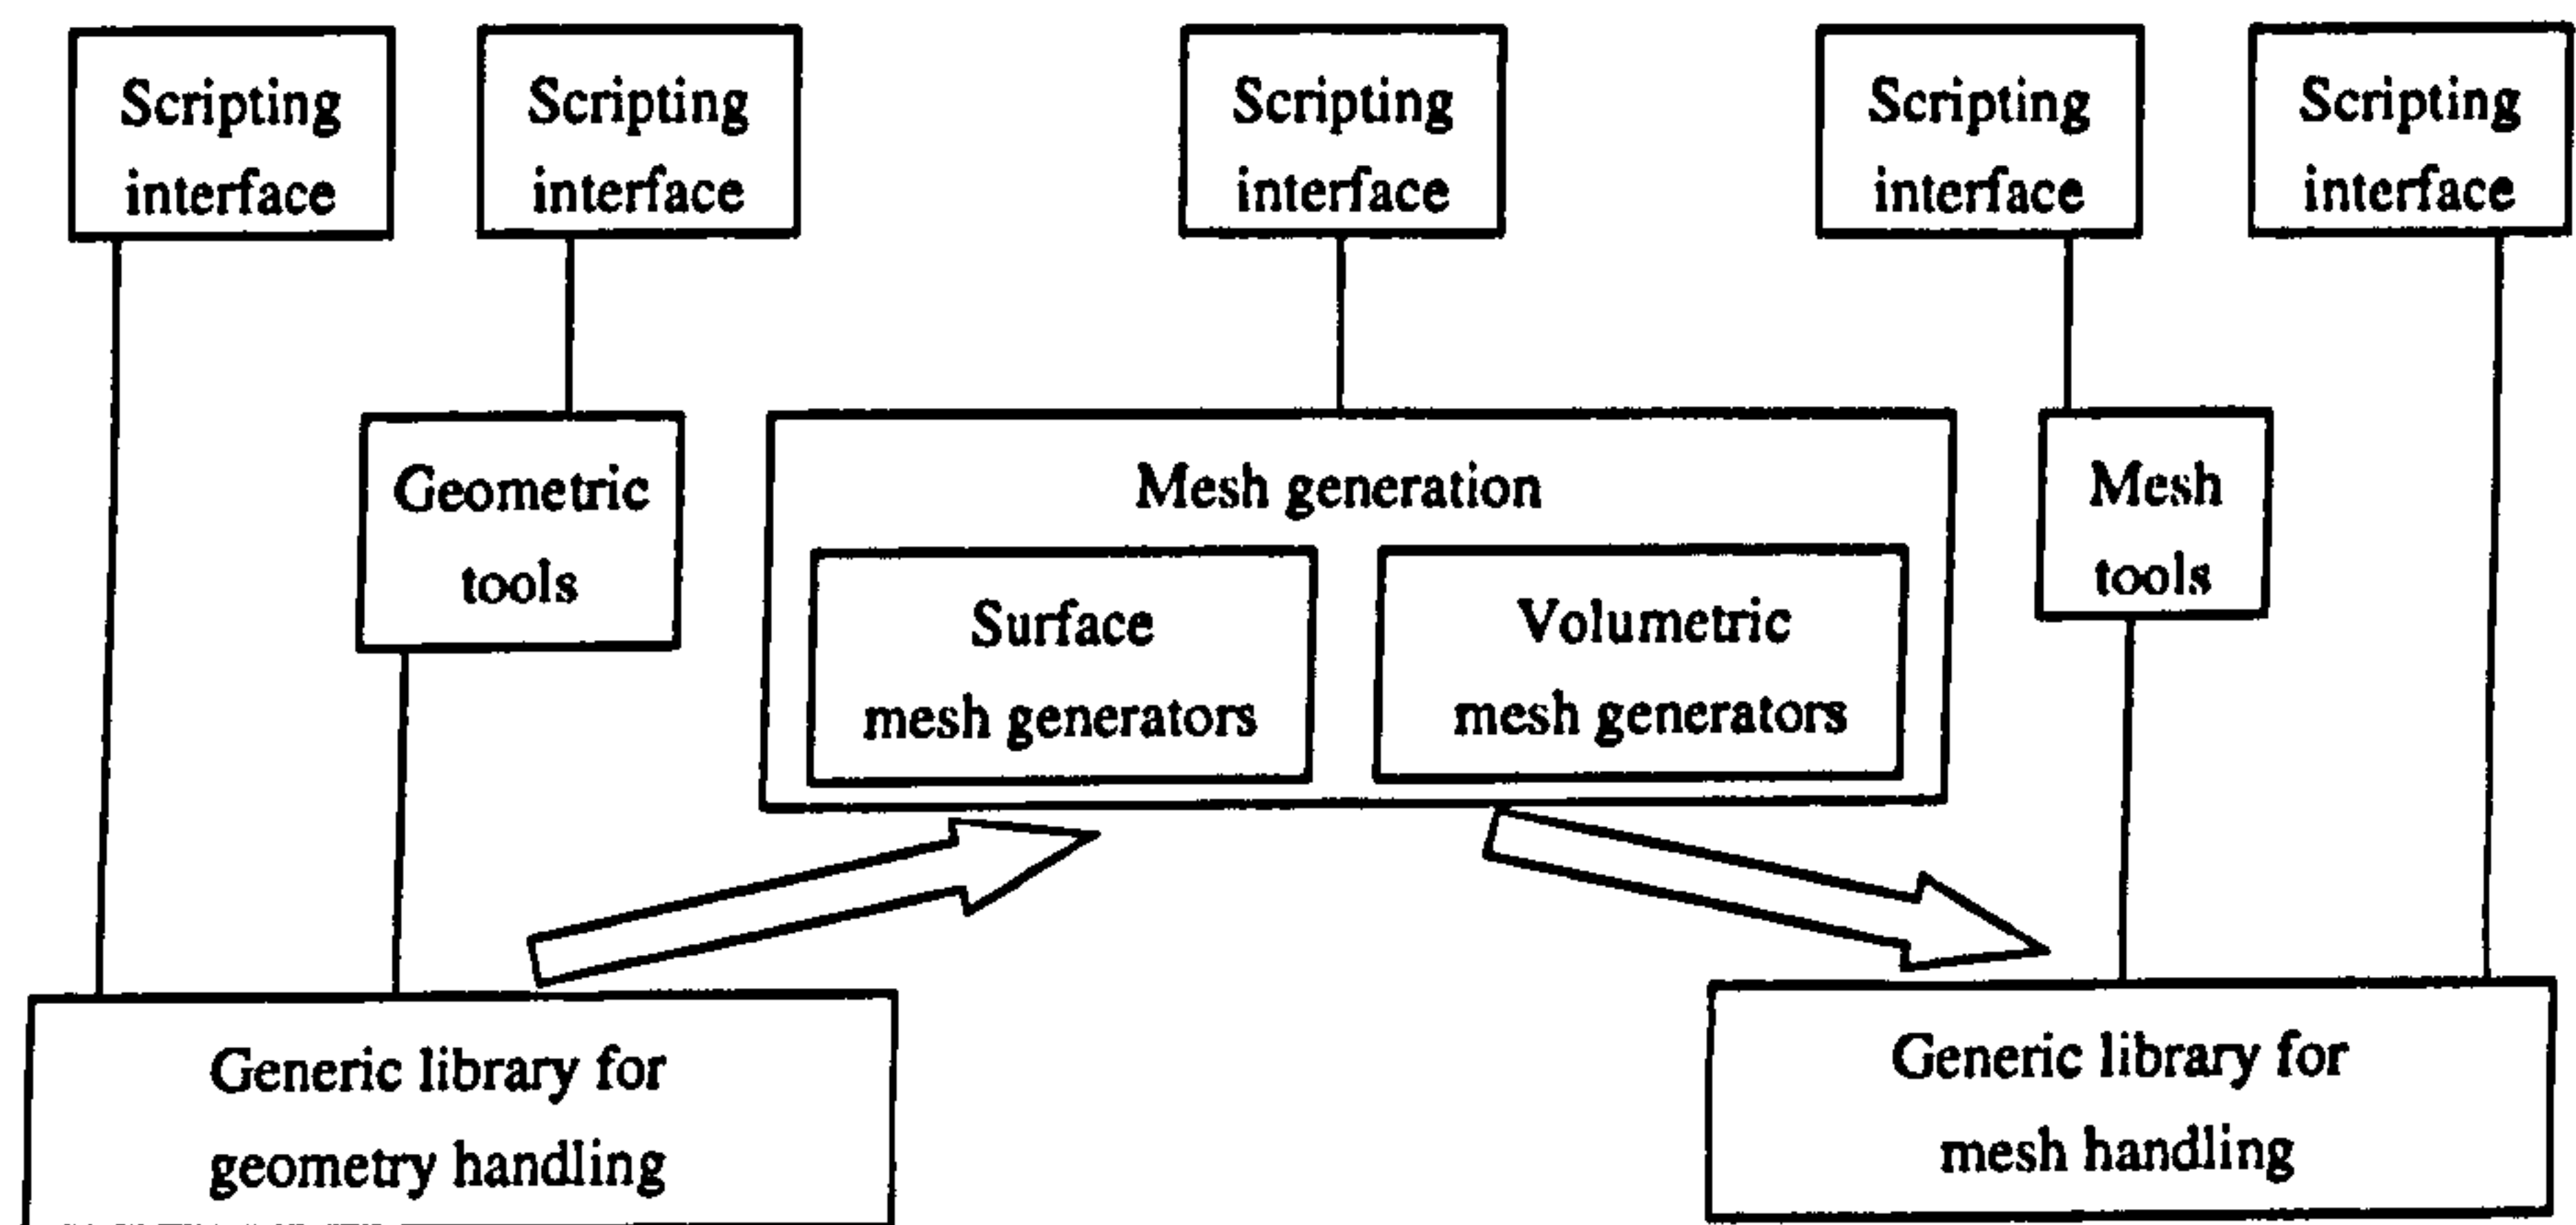 Scripting
interface
Scripting
interface
Scripting
interface
Scripting
interface
Scripting
interface
Geometric
tools
Mesh generation
Surface
mesh generators
Volumetric
mesh generators
Mesh
tools
Generic library for
geometry handling
Generic library for
mesh handling